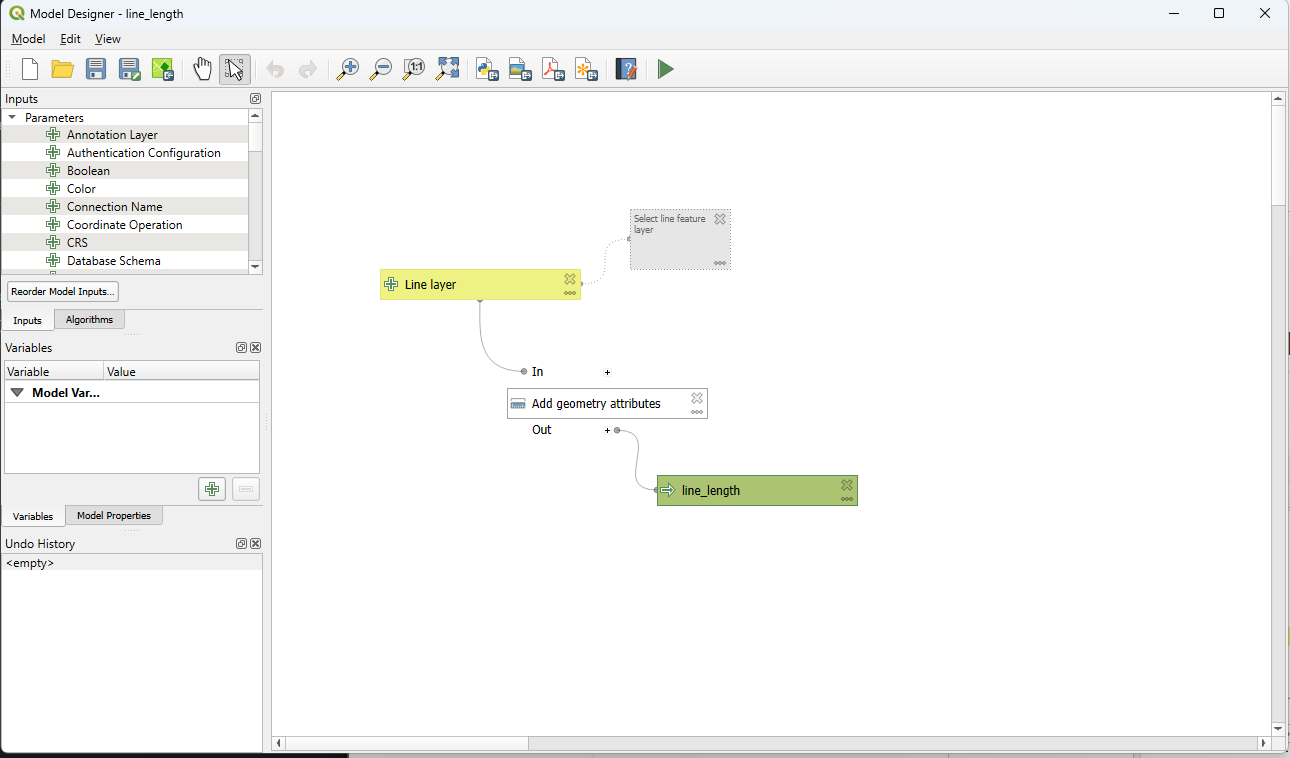 Model Designer - line_length
Model Edit View
1:1
?
Inputs
Parameters
Annotation Layer
Authentication Configuration
Boolean
Color
Connection Name
Coordinate Operation
CRS
Database Schema
Reorder Model Inputs...
Inputs Algorithms
Variables
Variable Value
Model Var...
Variables Model Properties
Undo History
<empty>
Select line feature
layer
Line layer
In +
Add geometry attributes
Out +
line_length